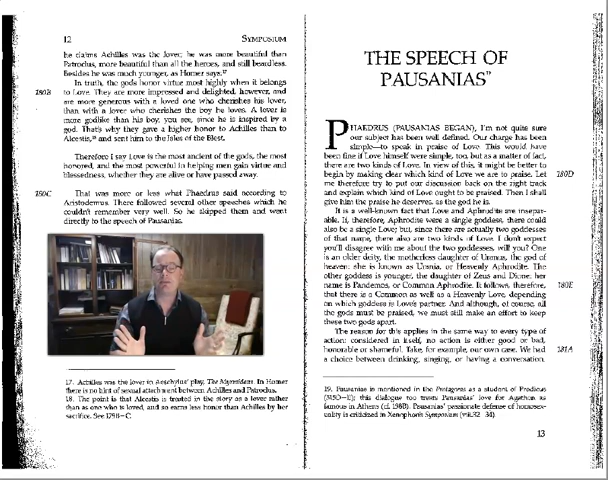 12 SYMPOSIUM
he claims Achilles was the lover; he was more beautiful than
Patroclus, more beautiful than all the heroes, and still beardless.
Besides he was much younger, as Homer says.17
In truth, the gods honor virtue most highly when it belongs
180B to Love. They are more impressed and delighted, however, and
are more generous with a loved one who cherishes his lover,
than with a lover who cherishes the boy he loves. A lover is
more godlike than his boy, you see, since he is inspired by a
god. That's why they gave a higher honor to Achilles than to
Alcestis,18 and sent him to the Isles of the Blest.
Therefore I say Love is the most ancient of the gods, the most
honored, and the most powerful in helping men gain virtue and
blessedness, whether they are alive or have passed away.
180C That was more or less what Phaedrus said according to
Aristodemus. There followed several other speeches which he
couldn't remember very well. So he skipped them and went
directly to the speech of Pausanias.
17. Achilles was the lover in Aeschylus' play, The Myrmidons. In Homer
there is no hint of sexual attachment between Achilles and Patroclus.
18. The point is that Alcestis is treated in the story as a lover rather
than as one who is loved, and so earns less honor than Achilles by her
sacrifice. See 179B–C.
THE SPEECH OF
PAUSANIAS19
PHAEDRUS (PAUSANIAS BEGAN), I'm not quite sure
our subject has been well defined. Our charge has been
simple—to speak in praise of Love. This would have
been fine if Love himself were simple, too, but as a matter of fact,
there are two kinds of Love. In view of this, it might be better to 180D
begin by making clear which kind of Love we are to praise. Let
me therefore try to put our discussion back on the right track
and explain which kind of Love ought to be praised. Then I shall
give him the praise he deserves, as the god he is.
It is a well-known fact that Love and Aphrodite are insepar-
able. If, therefore, Aphrodite were a single goddess, there could
also be a single Love; but, since there are actually two goddesses
of that name, there also are two kinds of Love. I don't expect
you'll disagree with me about the two goddesses, will you? One
is an older deity, the motherless daughter of Uranus, the god of
heaven: she is known as Urania, or Heavenly Aphrodite. The
other goddess is younger, the daughter of Zeus and Dione: her
name is Pandemos, or Common Aphrodite. It follows, therefore, 180E
that there is a Common as well as a Heavenly Love, depending
on which goddess is Love's partner. And although, of course, all
the gods must be praised, we must still make an effort to keep
these two gods apart.
The reason for this applies in the same way to every type of
action: considered in itself, no action is either good or bad,
honorable or shameful. Take, for example, our own case. We had 181A
a choice between drinking, singing, or having a conversation.
19. Pausanias is mentioned in the Protagoras as a student of Prodicus
(315D–E); this dialogue too treats Pausanias' love for Agathon as
famous in Athens (cf. 193B). Pausanias' passionate defense of homosex-
uality is criticized in Xenophon's Symposium (viii.32–34).
13